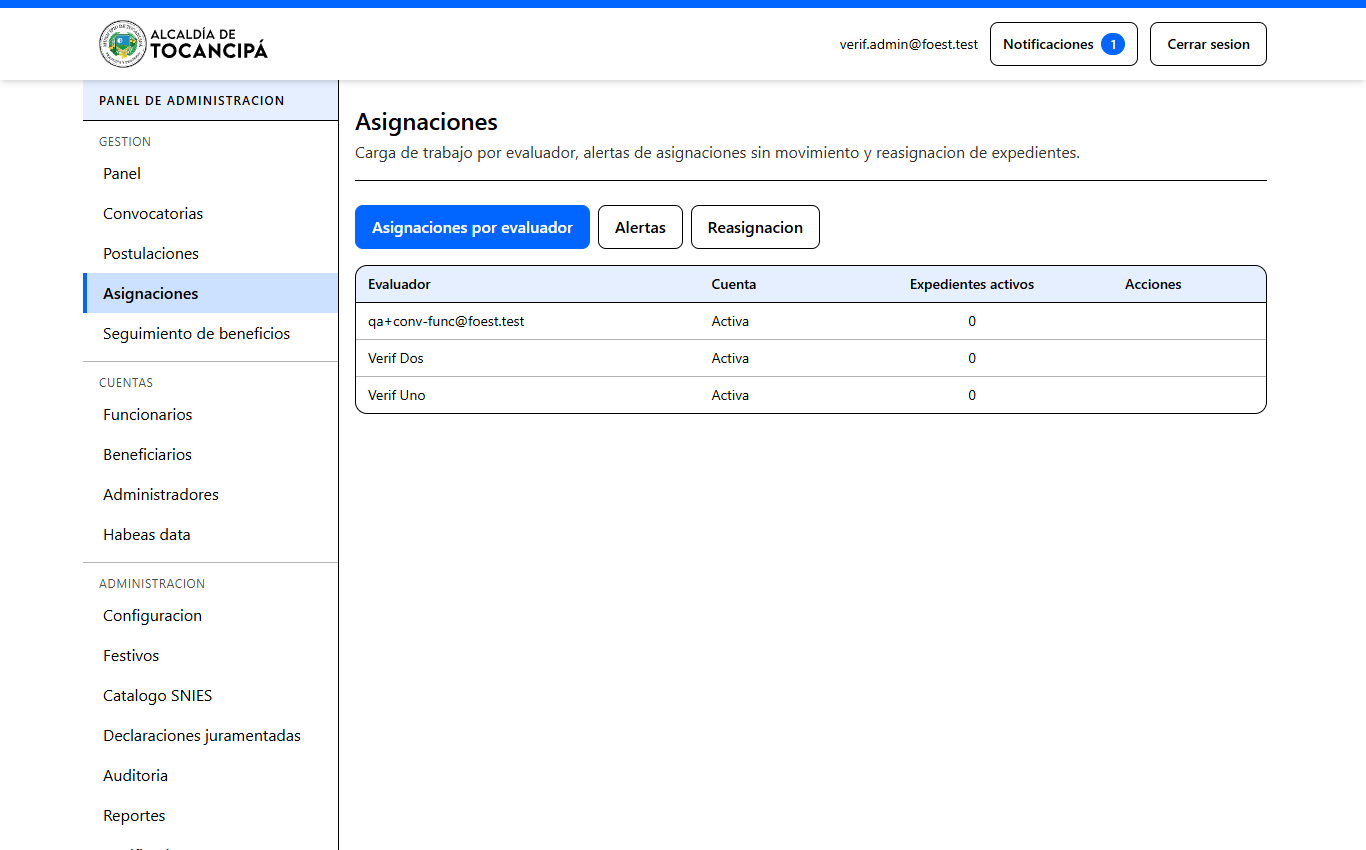 ALCALDÍA DE
TOCANCIPÁ
verif.admin@foest.test
Notificaciones 1
Cerrar sesion
PANEL DE ADMINISTRACION
GESTION
Panel
Convocatorias
Postulaciones
Asignaciones
Seguimiento de beneficios
CUENTAS
Funcionarios
Beneficiarios
Administradores
Habeas data
ADMINISTRACION
Configuracion
Festivos
Catalogo SNIES
Declaraciones juramentadas
Auditoria
Reportes
Asignaciones
Carga de trabajo por evaluador, alertas de asignaciones sin movimiento y reasignacion de expedientes.
Asignaciones por evaluador Alertas Reasignacion
Evaluador Cuenta Expedientes activos Acciones
qa+conv-func@foest.test Activa 0
Verif Dos Activa 0
Verif Uno Activa 0